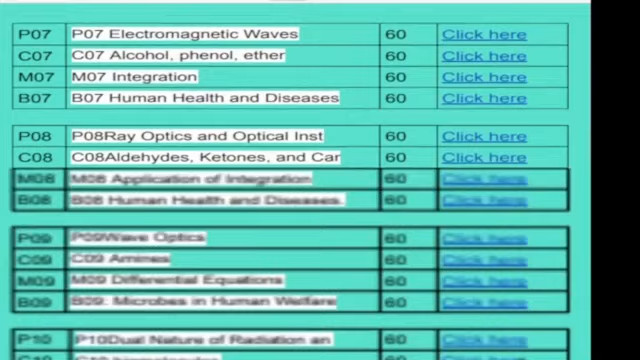 P07 P07 Electromagnetic Waves 60 Click here
C07 C07 Alcohol, phenol, ether 60 Click here
M07 M07 Integration 60 Click here
B07 B07 Human Health and Diseases 60 Click here
P08 P08Ray Optics and Optical Inst 60 Click here
C08 C08Aldehydes, Ketones, and Car 60 Click here
M08 M08 Application of Integration 60 Click here
B08 B08 Human Health and Diseases. 60 Click here
P09 P09Wave Optics 60 Click here
C09 C09 Amines 60 Click here
M09 M09 Differential Equations 60 Click here
B09 B09: Microbes in Human Welfare 60 Click here
P10 P10Dual Nature of Radiation an 60 Click here